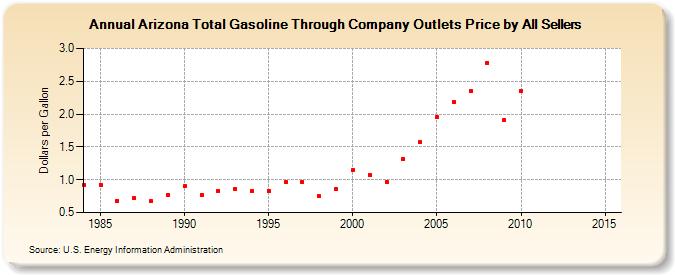 Annual Arizona Total Gasoline Through Company Outlets Price by All Sellers
Dollars per Gallon
3.0
2.5
2.0
1.5
1.0
0.5
1985 1990 1995 2000 2005 2010 2015
Source: U.S. Energy Information Administration